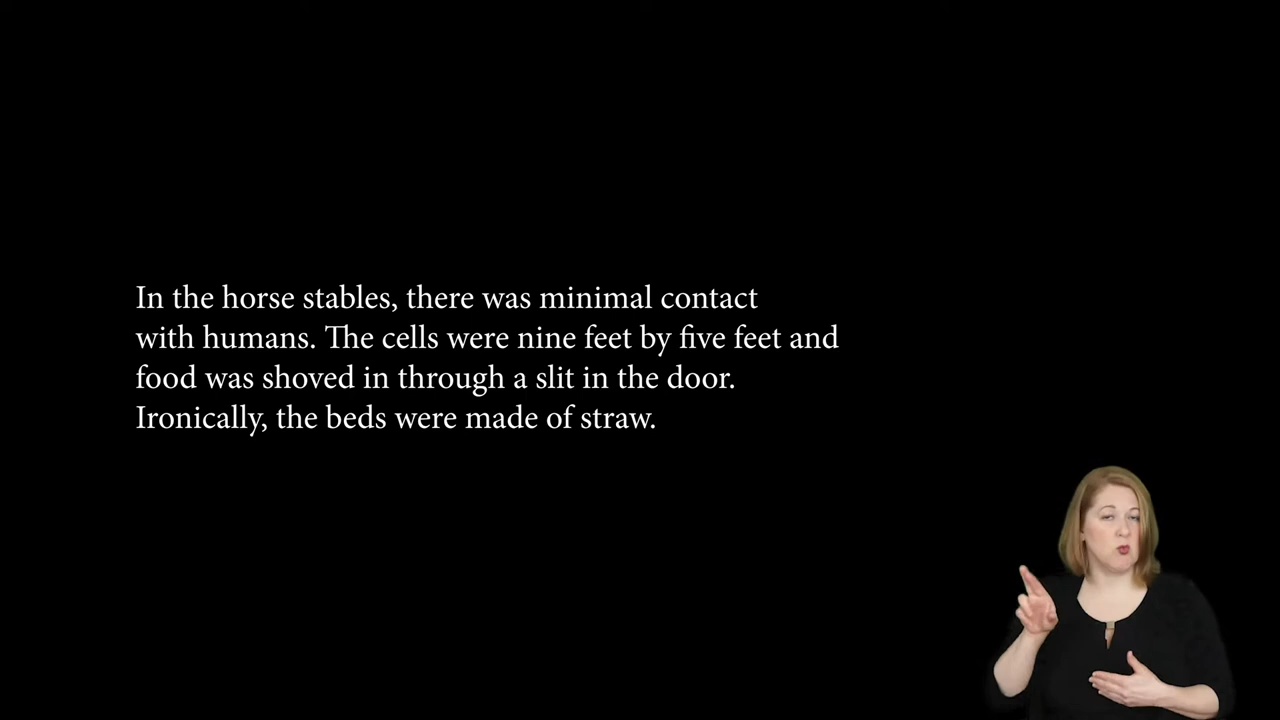 In the horse stables, there was minimal contact
with humans. The cells were nine feet by five feet and
food was shoved in through a slit in the door.
Ironically, the beds were made of straw.